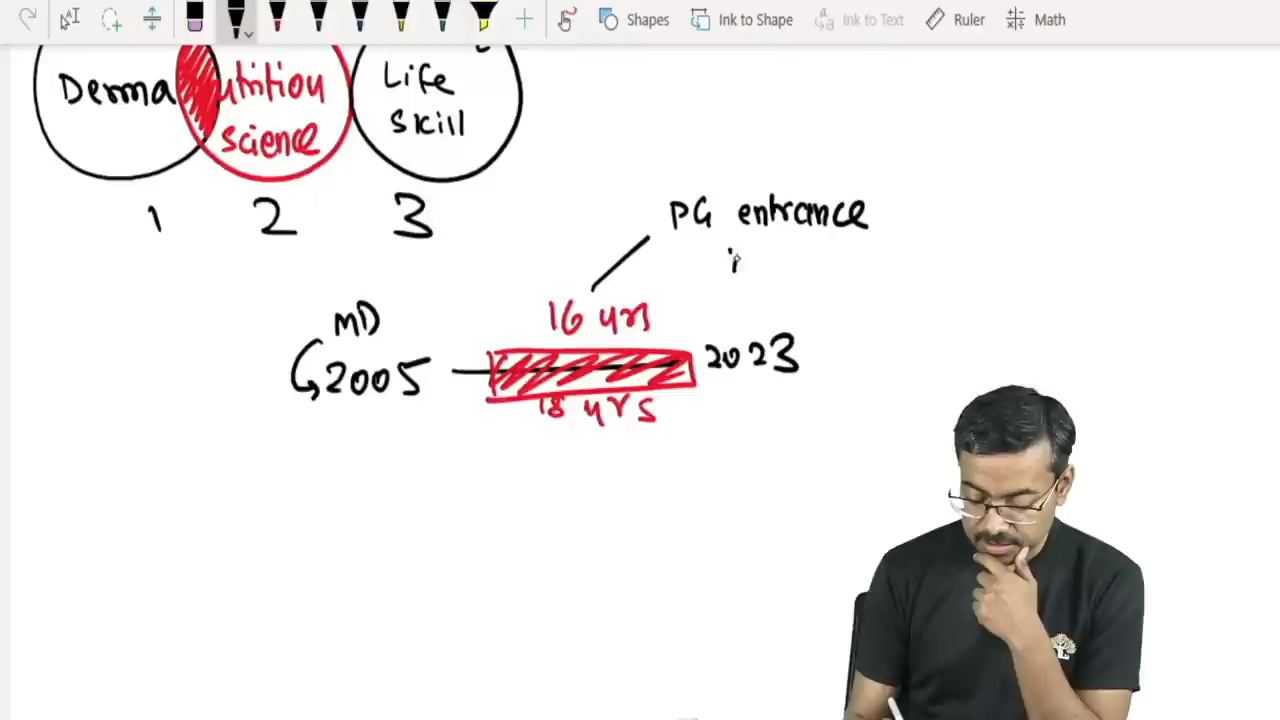 Shapes
Ink to Shape
Ink to Text
Ruler
Math
Derma
Nutrition
science
Life
Skill
1
2
3
PG entrance
16 yrs
MD
2005
2023
18 yrs